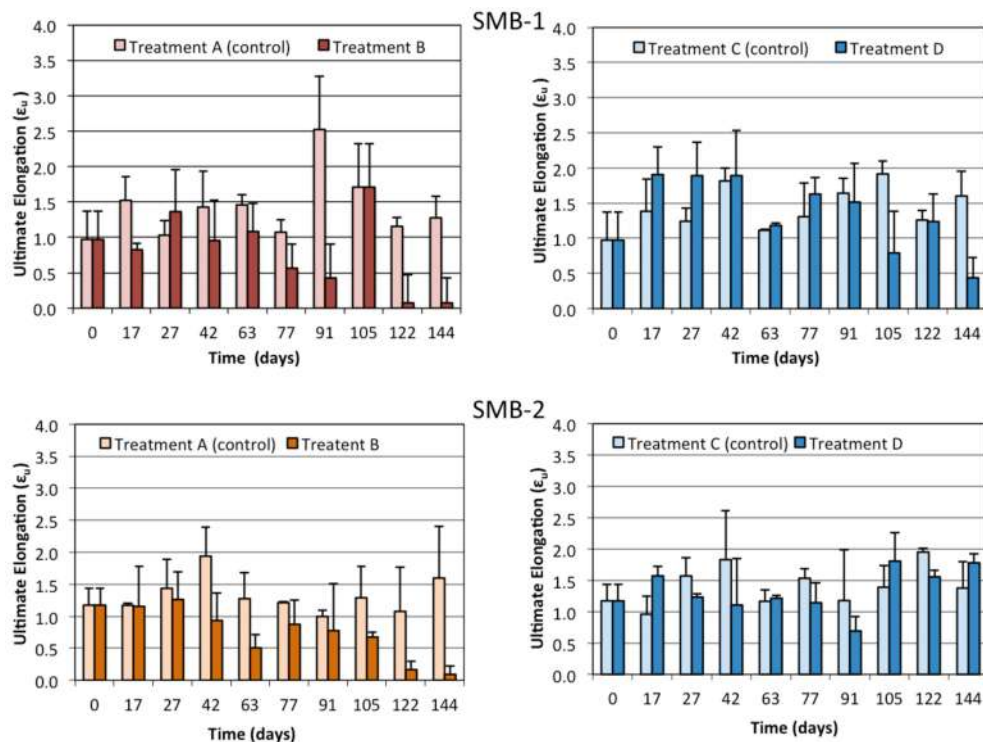 SMB-1
4.0
3.5
3.0
2.5
2.0
1.5
1.0
0.5
0.0
Ultimate Elongation (εu)
Treatment A (control) Treatment B
0 17 27 42 63 77 91 105 122 144
Time (days)
4.0
3.5
3.0
2.5
2.0
1.5
1.0
0.5
0.0
Ultimate Elongation (εu)
Treatment C (control) Treatment D
0 17 27 42 63 77 91 105 122 144
Time (days)
SMB-2
4.0
3.5
3.0
2.5
2.0
1.5
1.0
0.5
0.0
Ultimate Elongation (εu)
Treatment A (control) Treatent B
0 17 27 42 63 77 91 105 122 144
Time (days)
4.0
3.5
3.0
2.5
2.0
1.5
1.0
0.5
0.0
Ultimate Elongation (εu)
Treatment C (control) Treatment D
0 17 27 42 63 77 91 105 122 144
Time (days)